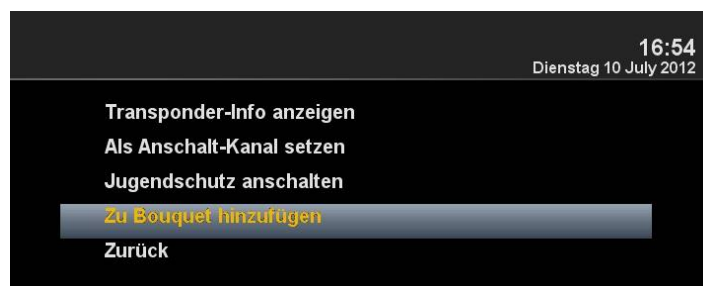 16:54
Dienstag 10 July 2012
Transponder-Info anzeigen
Als Anschalt-Kanal setzen
Jugendschutz anschalten
Zu Bouquet hinzufügen
Zurück